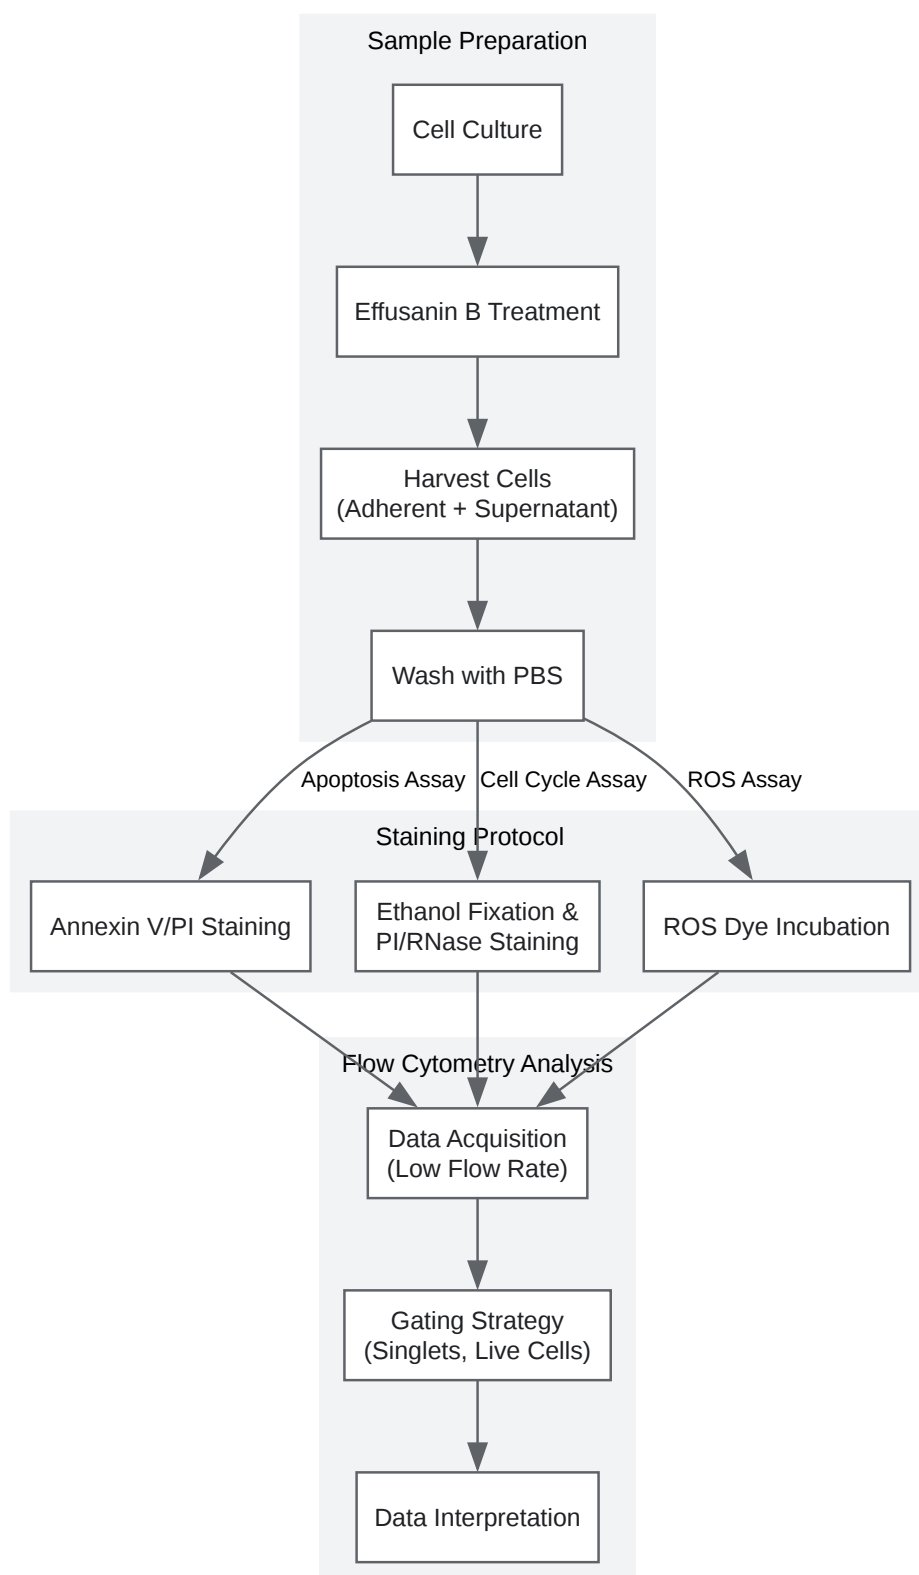 Sample Preparation
Cell Culture
Effusanin B Treatment
Harvest Cells
(Adherent + Supernatant)
Wash with PBS
Apoptosis Assay
Cell Cycle Assay
ROS Assay
Staining Protocol
Annexin V/PI Staining
Ethanol Fixation &
PI/RNase Staining
ROS Dye Incubation
Flow Cytometry Analysis
Data Acquisition
(Low Flow Rate)
Gating Strategy
(Singlets, Live Cells)
Data Interpretation